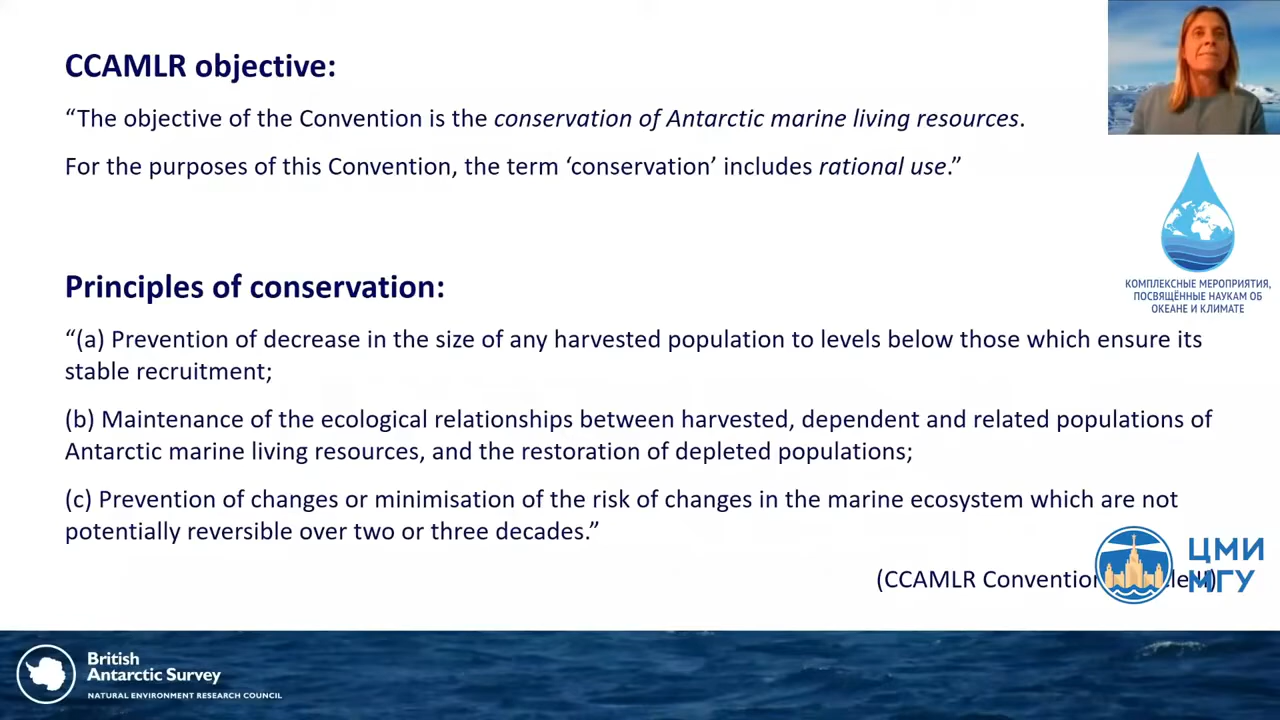 CCAMLR objective:
“The objective of the Convention is the conservation of Antarctic marine living resources.
For the purposes of this Convention, the term ‘conservation’ includes rational use.”
КОМПЛЕКСНЫЕ МЕРОПРИЯТИЯ,
ПОСВЯЩЁННЫЕ НАУКАМ ОБ
ОКЕАНЕ И КЛИМАТЕ
Principles of conservation:
“(a) Prevention of decrease in the size of any harvested population to levels below those which ensure its
stable recruitment;
(b) Maintenance of the ecological relationships between harvested, dependent and related populations of
Antarctic marine living resources, and the restoration of depleted populations;
(c) Prevention of changes or minimisation of the risk of changes in the marine ecosystem which are not
potentially reversible over two or three decades.”
(CCAMLR Convention
ЦМИ
МГУ
British
Antarctic Survey
NATURAL ENVIRONMENT RESEARCH COUNCIL